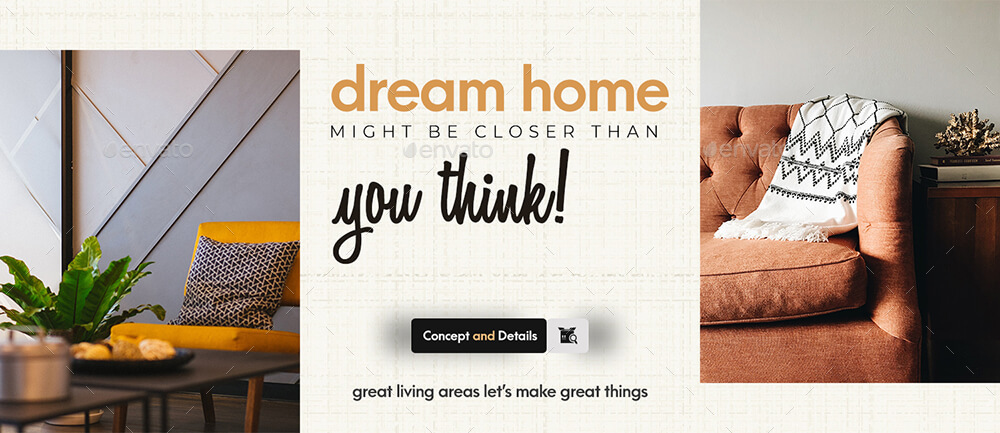 dream home
MIGHT BE CLOSER THAN
envato
envato
envato
you think!
Concept and Details
great living areas let's make great things